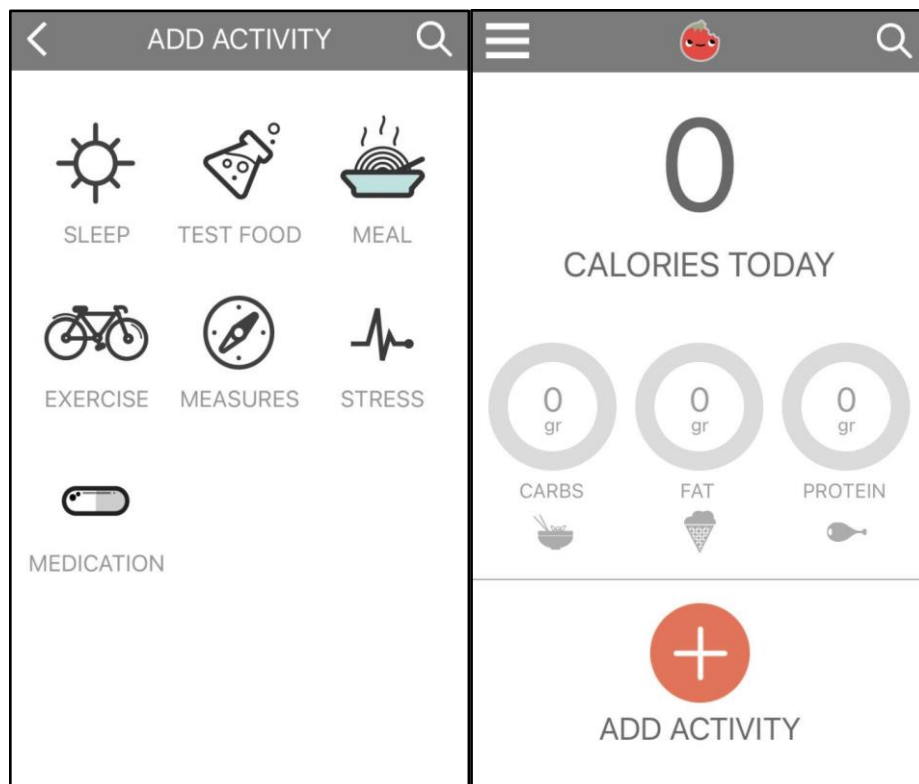 ADD ACTIVITY
SLEEP TEST FOOD MEAL
EXERCISE MEASURES STRESS
MEDICATION
0
CALORIES TODAY
0 0 0
gr gr gr
CARBS FAT PROTEIN
ADD ACTIVITY